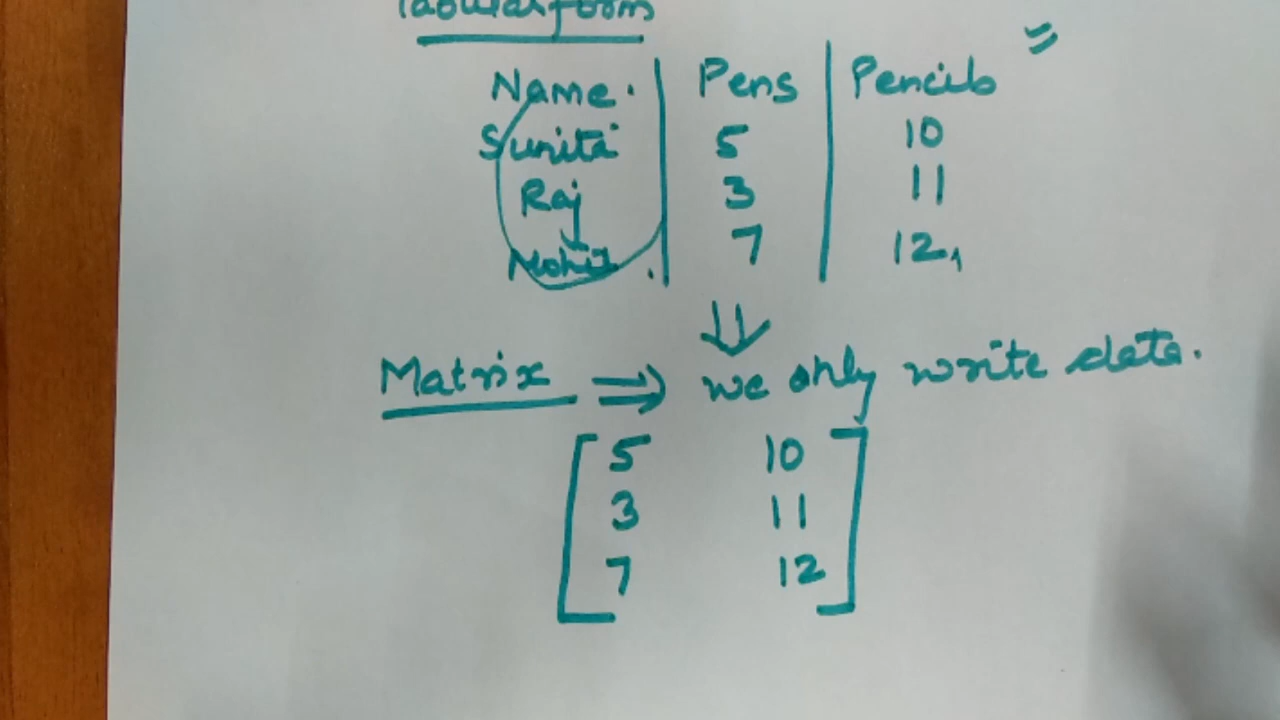 Tabular form
Name. Pens Pencils
Sunita 5 10
Raj 3 11
Mohit. 7 12,
Matrix ⇒ we only write data.
5 10
3 11
7 12